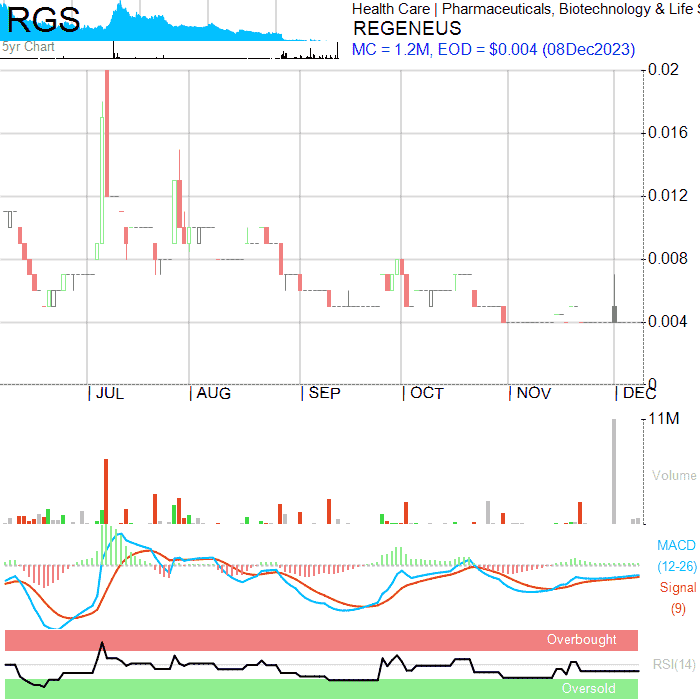 RGS
5yr Chart
Health Care | Pharmaceuticals, Biotechnology & Life
REGENEUS
MC = 1.2M, EOD = $0.004 (08Dec2023)
0.02
0.016
0.012
0.008
0.004
0
JUL AUG SEP OCT NOV DEC
11M
Volume
MACD
(12-26)
Signal
(9)
Overbought
RSI(14)
Oversold